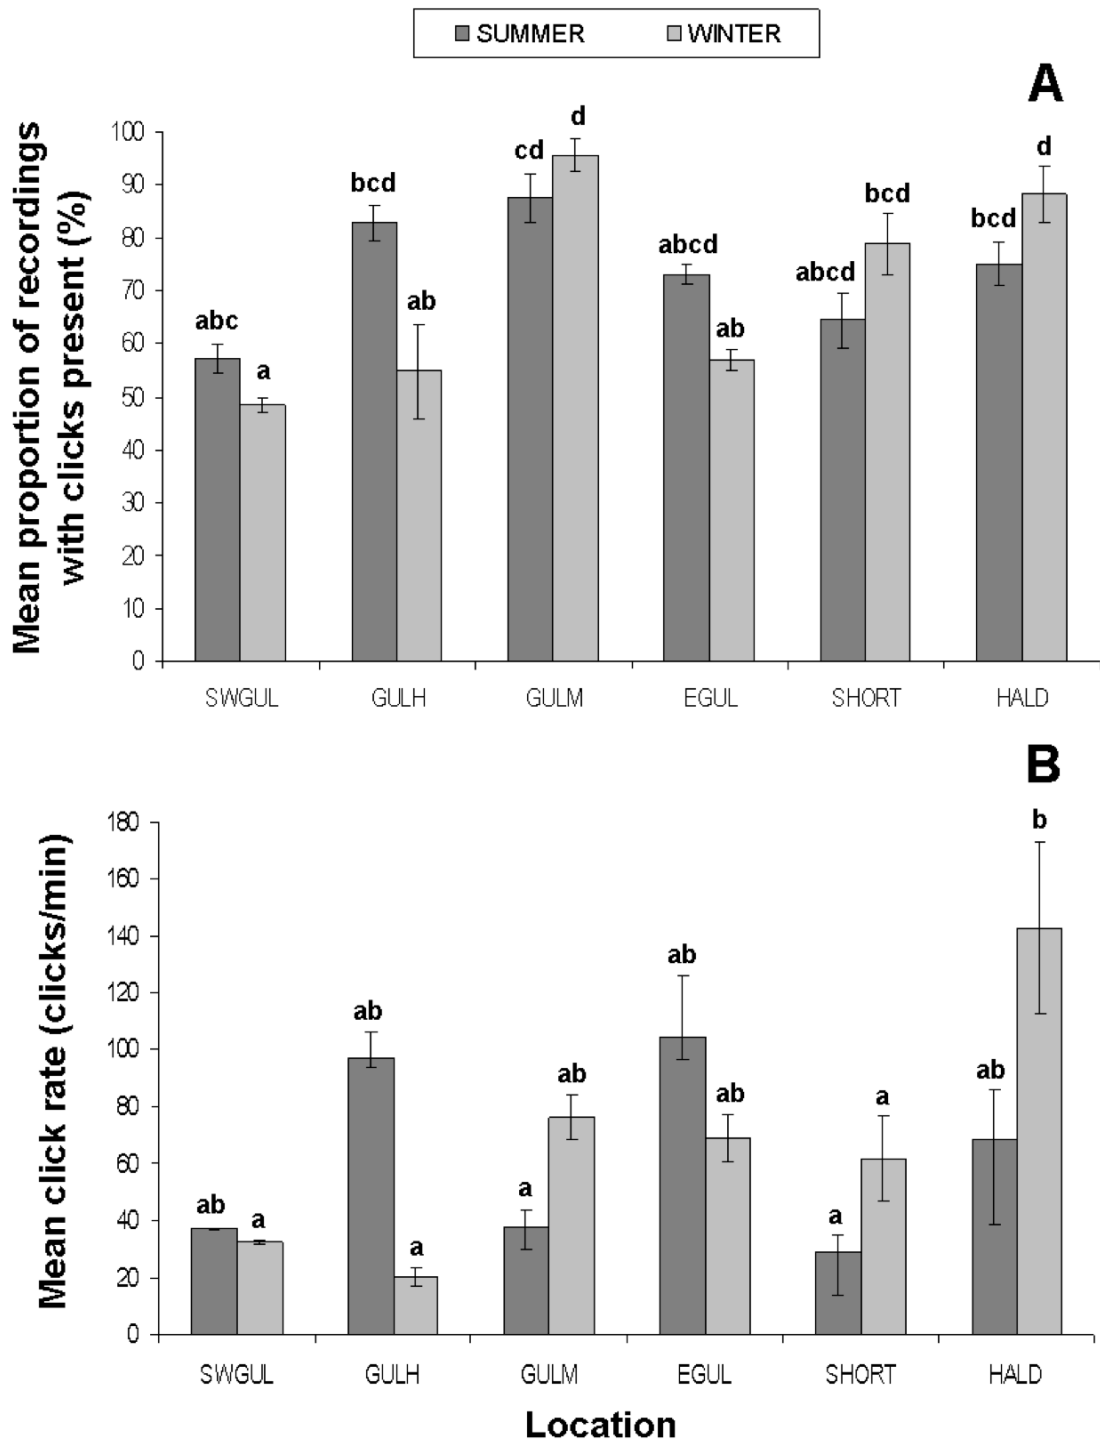 SUMMER WINTER
A
Mean proportion of recordings
with clicks present (%)
100
90
80
70
60
50
40
30
20
10
0
abc a bcd ab cd d abcd ab abcd bcd bcd d
SWGUL GULH GULM EGUL SHORT HALD
B
Mean click rate (clicks/min)
180
160
140
120
100
80
60
40
20
0
ab a ab a a ab ab ab a a ab b
SWGUL GULH GULM EGUL SHORT HALD
Location